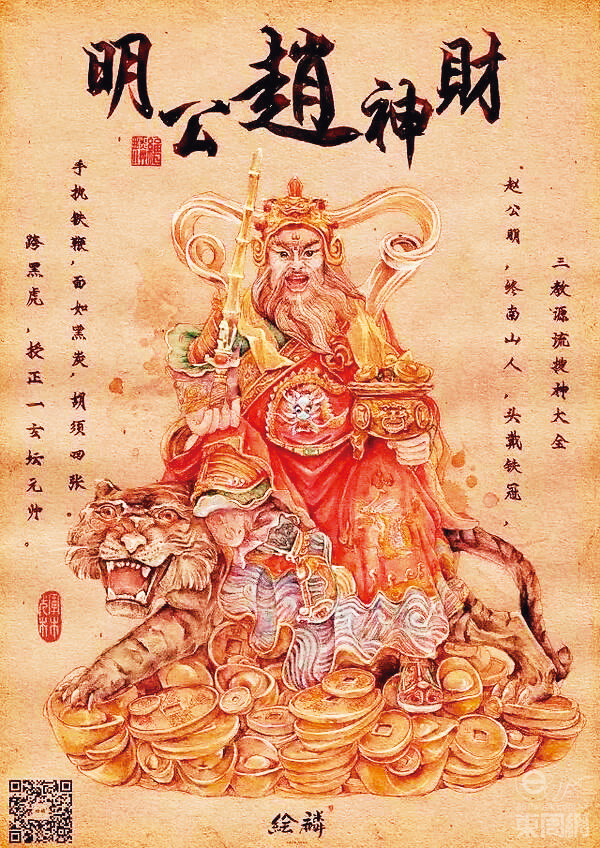 財神趙公明
三教源流搜神大全
赵公明，终南山人，头戴铁冠，
手执铁鞭，面如黑炭，胡须四张。
跨黑虎，授正一玄坛元帅。
絵麟
東周網